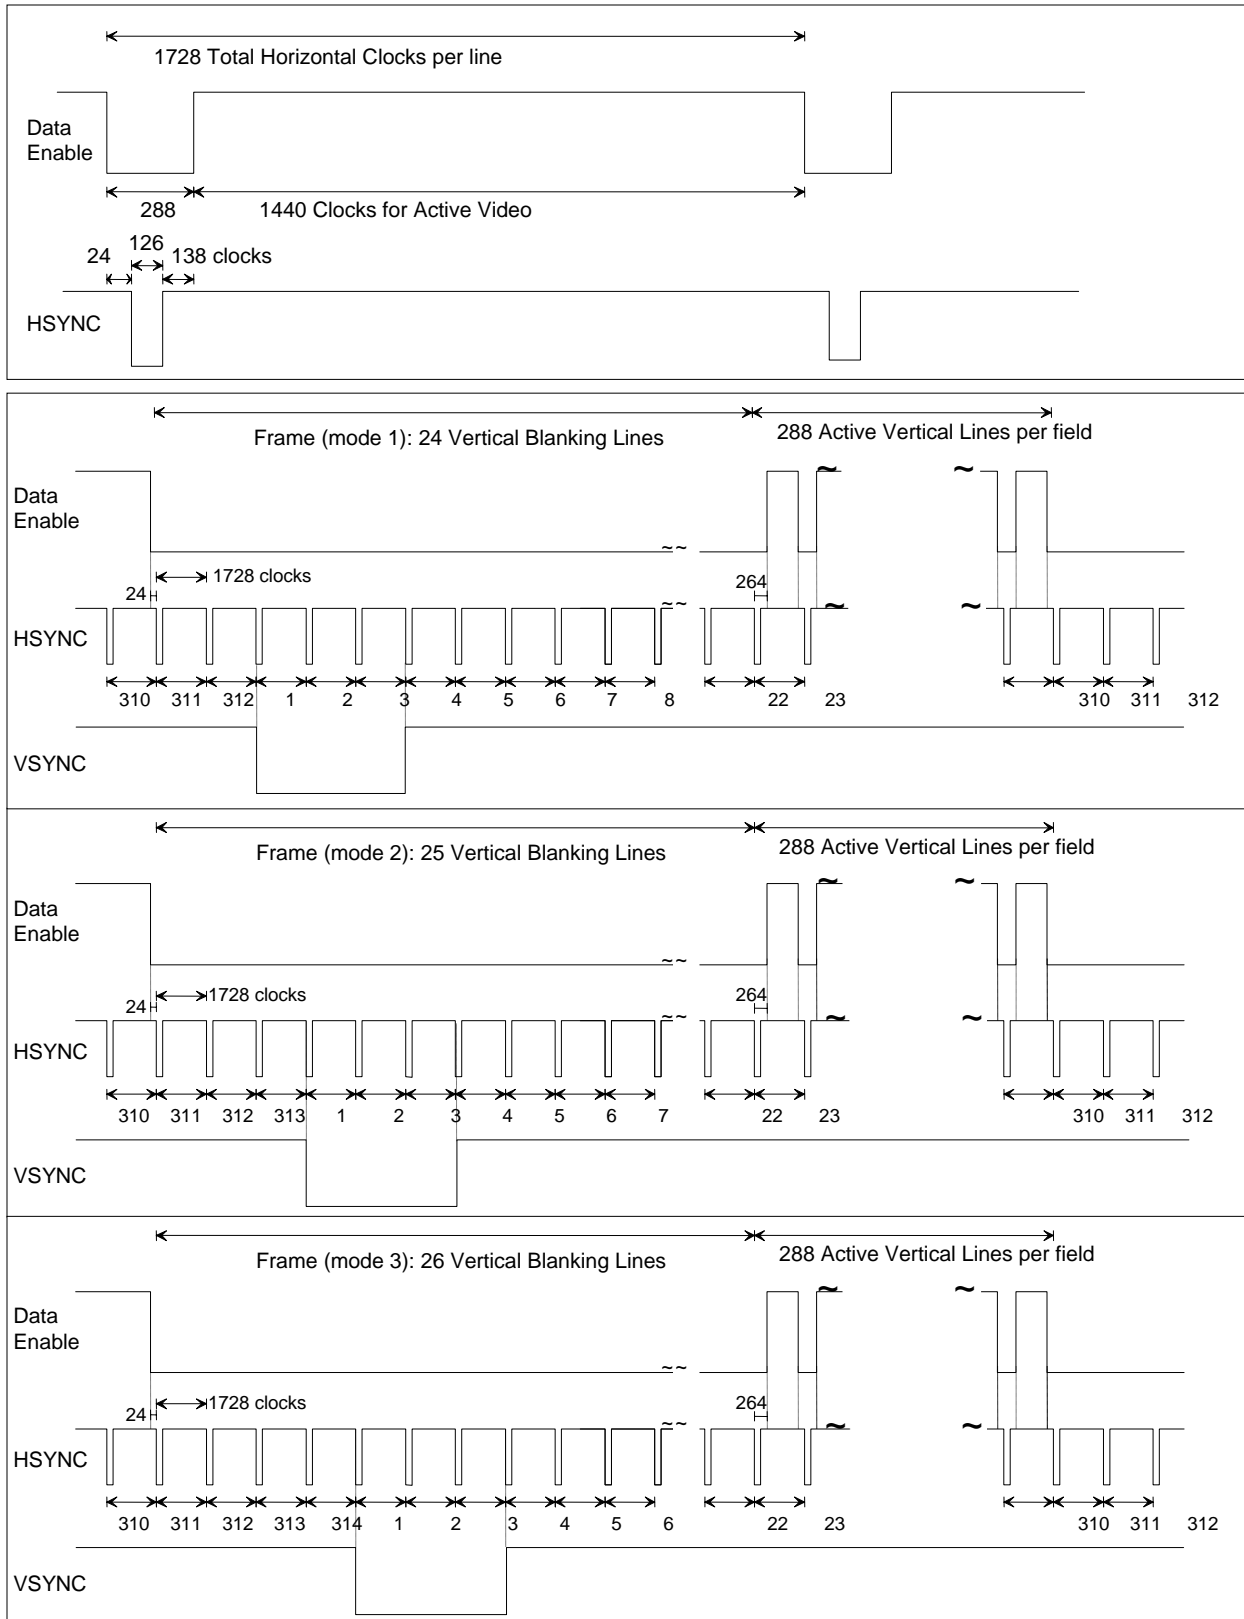 1728 Total Horizontal Clocks per line
Data
Enable
288
1440 Clocks for Active Video
126
24
138 clocks
HSYNC
Frame (mode 1): 24 Vertical Blanking Lines
288 Active Vertical Lines per field
~
~
Data
Enable
~~
1728 clocks
24
264
~~
~
~
HSYNC
310 311 312 1 2 3 4 5 6 7 8 22 23 310 311 312
VSYNC
Frame (mode 2): 25 Vertical Blanking Lines
288 Active Vertical Lines per field
~
~
Data
Enable
~~
1728 clocks
24
264
~~
~
~
HSYNC
310 311 312 313 1 2 3 4 5 6 7 22 23 310 311 312
VSYNC
Frame (mode 3): 26 Vertical Blanking Lines
288 Active Vertical Lines per field
~
~
Data
Enable
~~
1728 clocks
24
264
~~
~
~
HSYNC
310 311 312 313 314 1 2 3 4 5 6 22 23 310 311 312
VSYNC